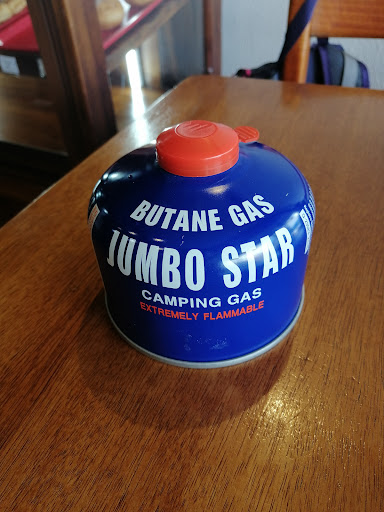 BUTANE GAS
JUMBO STAR
CAMPING GAS
EXTREMELY FLAMMABLE